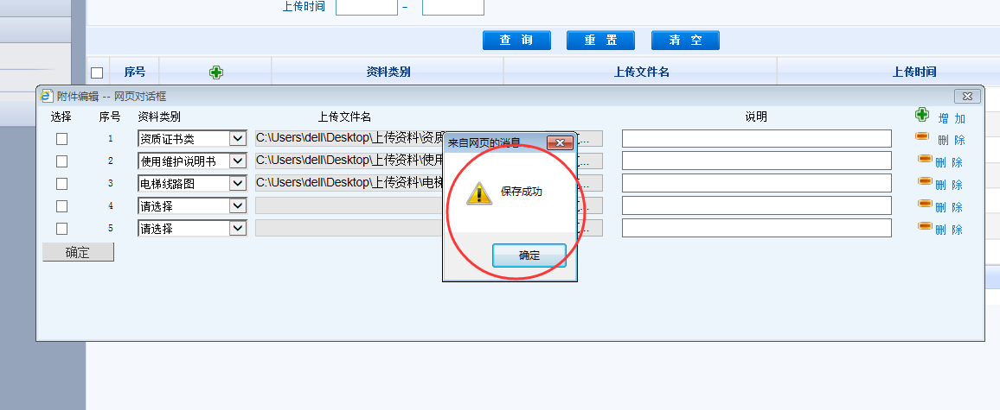 上传时间 -
查 询 重 置 清 空
序号 资料类别 上传文件名 上传时间
附件编辑 -- 网页对话框
选择 序号 资料类别 上传文件名 说明 增 加
1 资质证书类 C:\Users\dell\Desktop\上传资料\资质 ... 删 除
2 使用维护说明书 C:\Users\dell\Desktop\上传资料\使用 ... 删 除
3 电梯线路图 C:\Users\dell\Desktop\上传资料\电梯 ... 删 除
4 请选择 ... 删 除
5 请选择 ... 删 除
确定
来自网页的消息
保存成功
确定